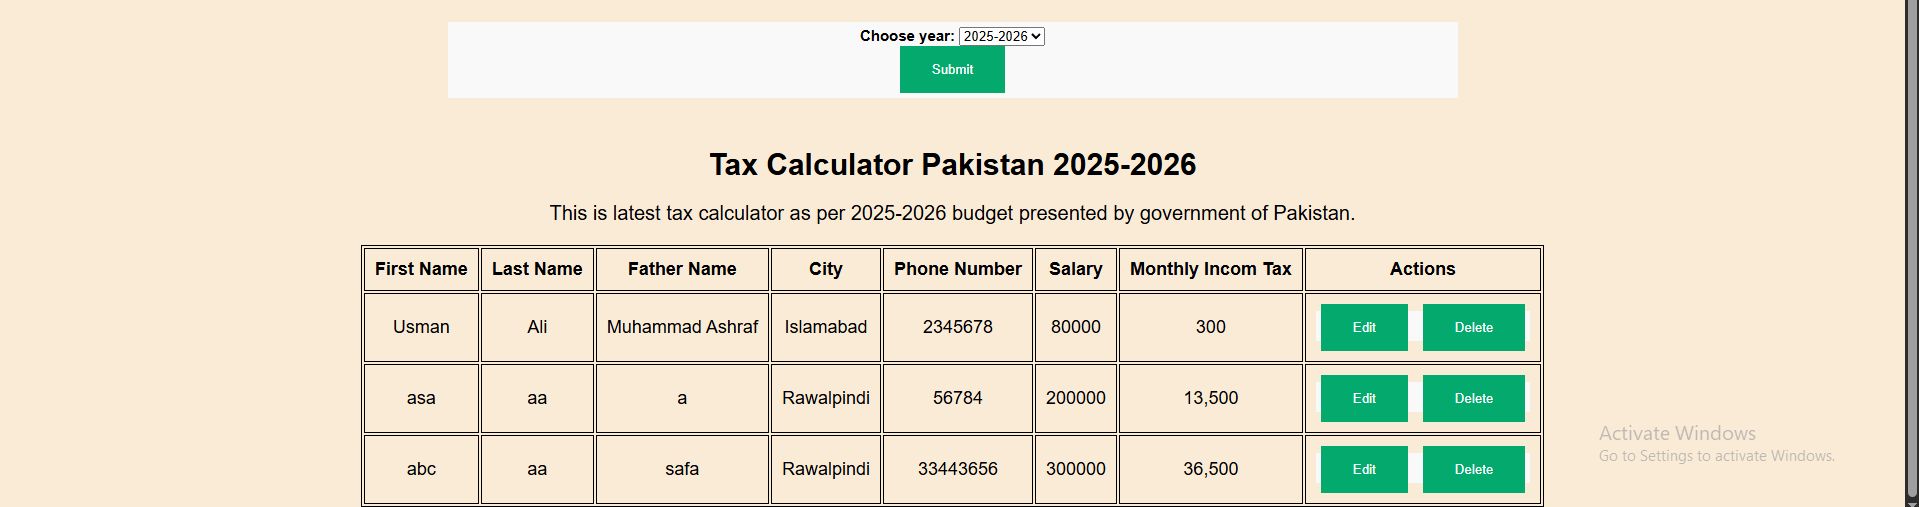 Choose year: 2025-2026
Submit
Tax Calculator Pakistan 2025-2026
This is latest tax calculator as per 2025-2026 budget presented by government of Pakistan.
First Name Last Name Father Name City Phone Number Salary Monthly Incom Tax Actions
Usman Ali Muhammad Ashraf Islamabad 2345678 80000 300 Edit Delete
asa aa a Rawalpindi 56784 200000 13,500 Edit Delete
abc aa safa Rawalpindi 33443656 300000 36,500 Edit Delete
Activate Windows
Go to Settings to activate Windows.